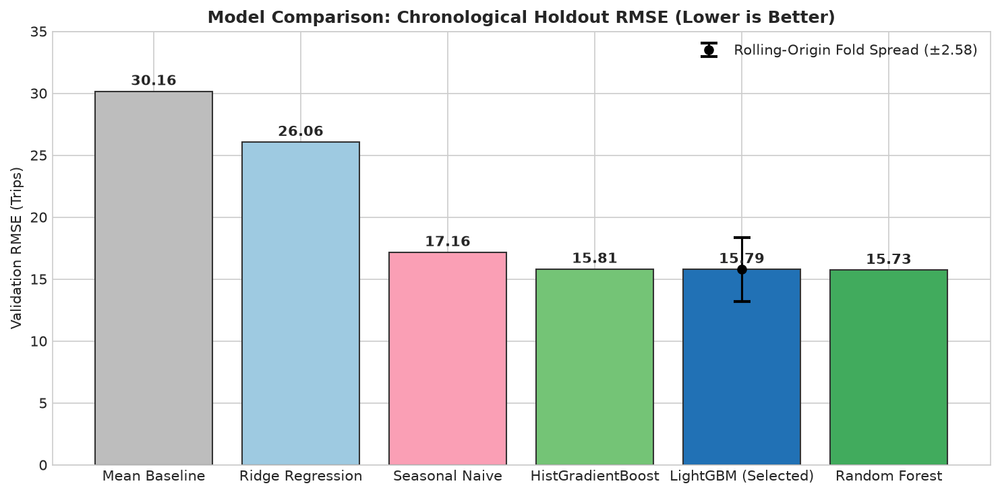 Model Comparison: Chronological Holdout RMSE (Lower is Better)
Rolling-Origin Fold Spread (±2.58)
Validation RMSE (Trips)
35
30
25
20
15
10
5
0
30.16
26.06
17.16
15.81
15.79
15.73
Mean Baseline
Ridge Regression
Seasonal Naive
HistGradientBoost
LightGBM (Selected)
Random Forest